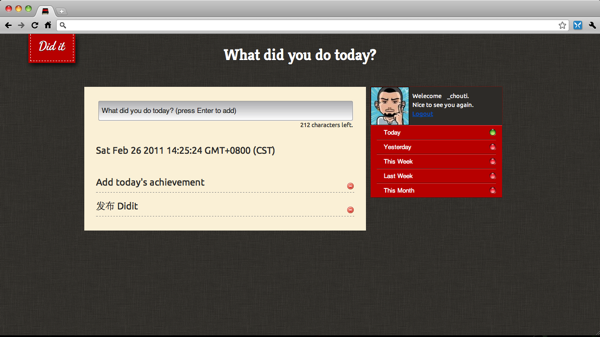 Did it
What did you do today?
What did you do today? (press Enter to add)
212 characters left.
Sat Feb 26 2011 14:25:24 GMT+0800 (CST)
Add today's achievement
发布 Didit
Welecome _chouti.
Nice to see you again.
Logout
Today
Yesterday
This Week
Last Week
This Month